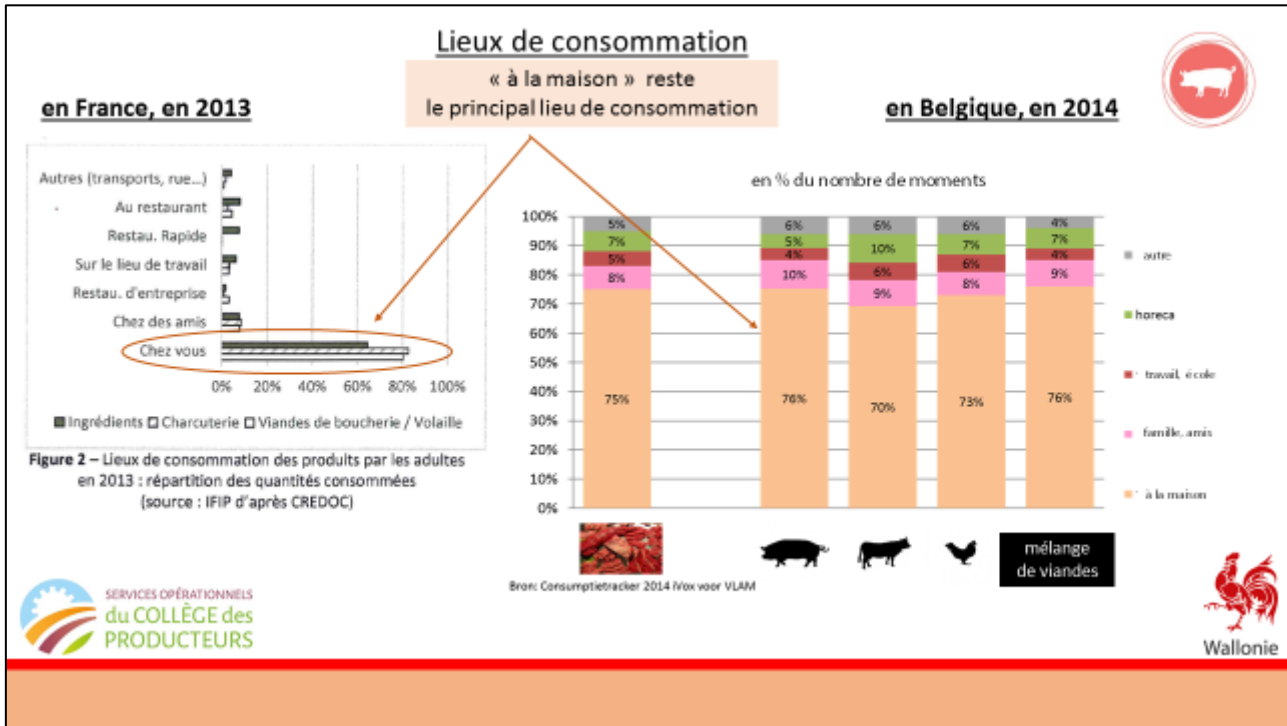 Lieux de consommation
« à la maison » reste
le principal lieu de consommation
en France, en 2013
en Belgique, en 2014
Autres (transports, rue...)
Au restaurant
Restau. Rapide
Sur le lieu de travail
Restau. d'entreprise
Chez des amis
Chez vous
0% 20% 40% 60% 80% 100%
Ingrédients Charcuterie Viandes de boucherie / Volaille
Figure 2 – Lieux de consommation des produits par les adultes
en 2013 : répartition des quantités consommées
(source : IFIP d'après CREDOC)
en % du nombre de moments
100%
90%
80%
70%
60%
50%
40%
30%
20%
10%
0%
5% 6% 6% 6% 4%
7% 5% 10% 7% 7%
5% 4% 6% 6% 4%
8% 10% 9% 8% 9%
75% 76% 70% 73% 76%
autre
horeca
travail, école
famille, amis
à la maison
mélange
de viandes
Bron: Consumptietracker 2014 iVox voor VLAM
SERVICES OPÉRATIONNELS
du COLLÈGE des
PRODUCTEURS
Wallonie